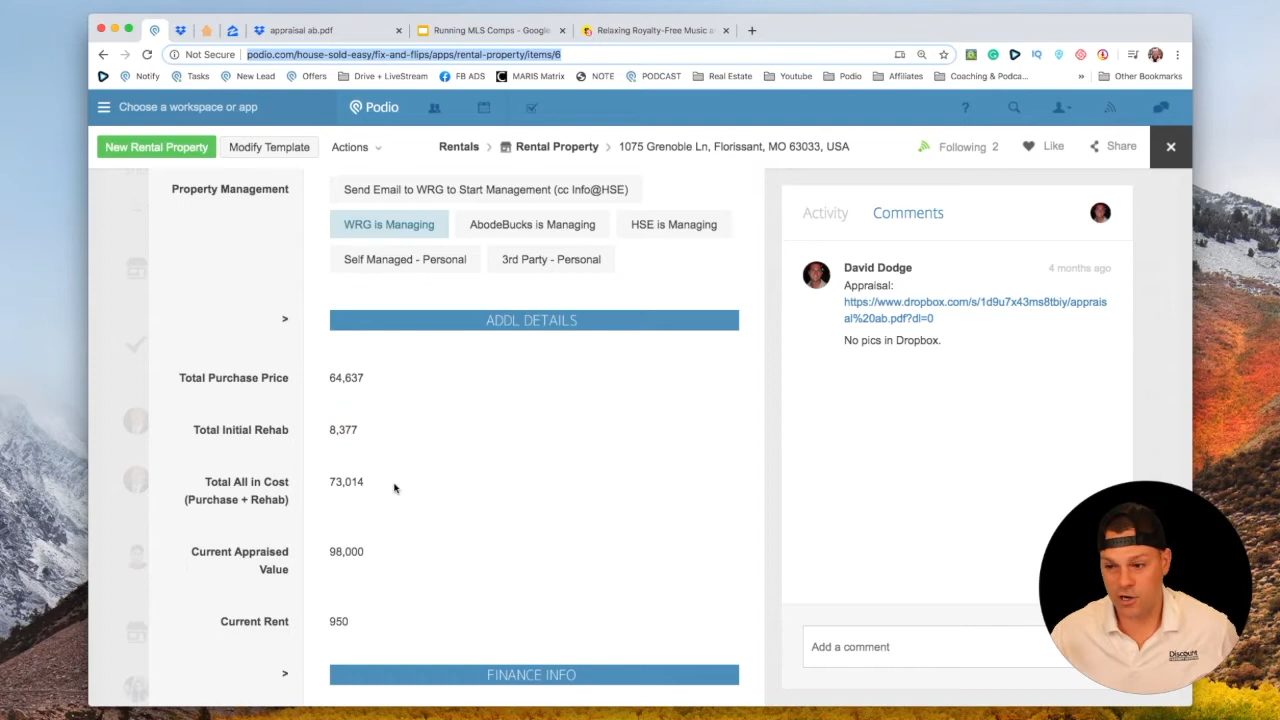 appraisal ab.pdf
Running MLS Comps - Google
Relaxing Royalty-Free Music a
Not Secure
podio.com/house-sold-easy/fix-and-flips/apps/rental-property/items/6
Notify
Tasks
New Lead
Offers
Drive + LiveStream
FB ADS
MARIS Matrix
NOTE
PODCAST
Real Estate
Youtube
Podio
Affiliates
Coaching & Podca...
»
Other Bookmarks
Choose a workspace or app
Podio
?
New Rental Property
Modify Template
Actions
Rentals
Rental Property
1075 Grenoble Ln, Florissant, MO 63033, USA
Following 2
Like
Share
Property Management
Send Email to WRG to Start Management (cc Info@HSE)
WRG is Managing
AbodeBucks is Managing
HSE is Managing
Self Managed - Personal
3rd Party - Personal
>
ADDL DETAILS
Total Purchase Price
64,637
Total Initial Rehab
8,377
Total All in Cost
(Purchase + Rehab)
73,014
Current Appraised
Value
98,000
Current Rent
950
>
FINANCE INFO
Activity
Comments
David Dodge
4 months ago
Appraisal:
https://www.dropbox.com/s/1d9u7x43ms8tbiy/apprais
al%20ab.pdf?dl=0
No pics in Dropbox.
Add a comment
Discount